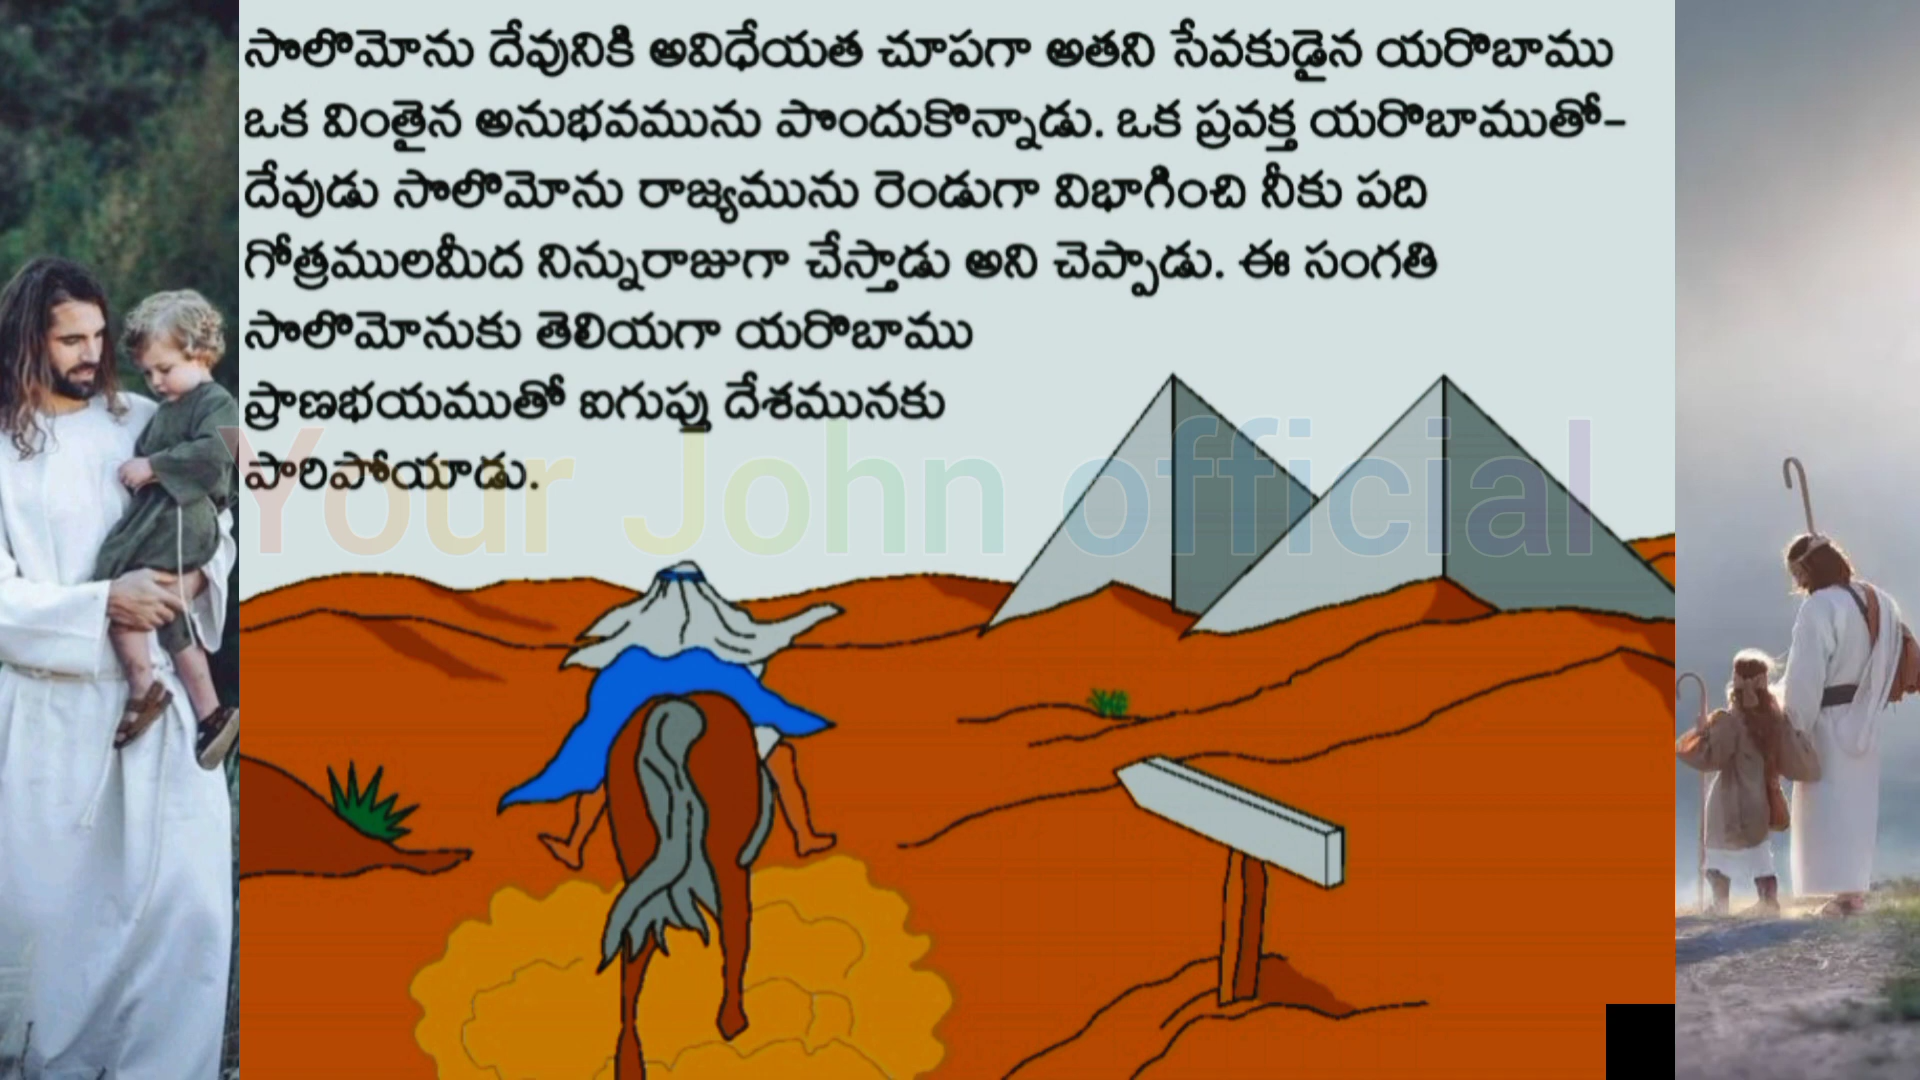 సొలొమోను దేవునికి అవిధేయత చూపగా అతని సేవకుడైన యరొబాము
ఒక వింతైన అనుభవమును పొందుకొన్నాడు. ఒక ప్రవక్త యరొబాముతో-
దేవుడు సొలొమోను రాజ్యమును రెండుగా విభాగించి నీకు పది
గోత్రములమీద నిన్నురాజుగా చేస్తాడు అని చెప్పాడు. ఈ సంగతి
సొలొమోనుకు తెలియగా యరొబాము
ప్రాణభయముతో ఐగుప్తు దేశమునకు
పారిపోయాడు.
Your John official